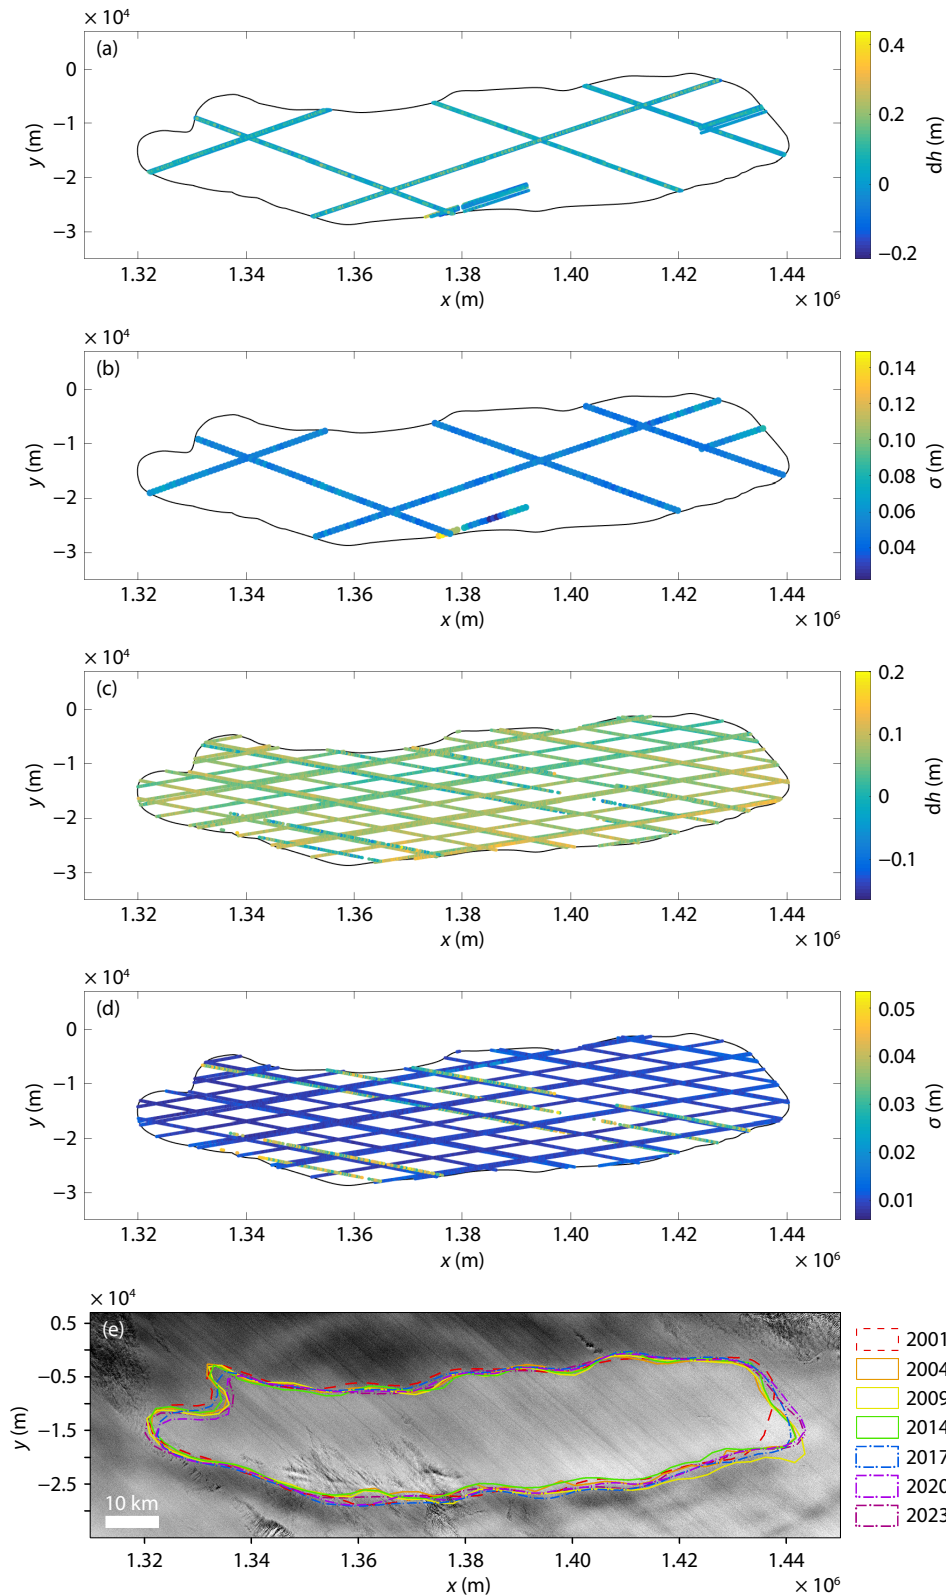 × 10⁴
(a)
0
−1
−2
−3
y (m)
1.32 1.34 1.36 1.38 1.40 1.42 1.44
x (m)
× 10⁶
0.4
0.2
0
−0.2
dh (m)
× 10⁴
(b)
0
−1
−2
−3
y (m)
1.32 1.34 1.36 1.38 1.40 1.42 1.44
x (m)
× 10⁶
0.14
0.12
0.10
0.08
0.06
0.04
σ (m)
× 10⁴
(c)
0
−1
−2
−3
y (m)
1.32 1.34 1.36 1.38 1.40 1.42 1.44
x (m)
× 10⁶
0.2
0.1
0
−0.1
dh (m)
× 10⁴
(d)
0
−1
−2
−3
y (m)
1.32 1.34 1.36 1.38 1.40 1.42 1.44
x (m)
× 10⁶
0.05
0.04
0.03
0.02
0.01
σ (m)
× 10⁴
(e)
0.5
−0.5
−1.5
−2.5
y (m)
10 km
1.32 1.34 1.36 1.38 1.40 1.42 1.44
x (m)
× 10⁶
2001
2004
2009
2014
2017
2020
2023